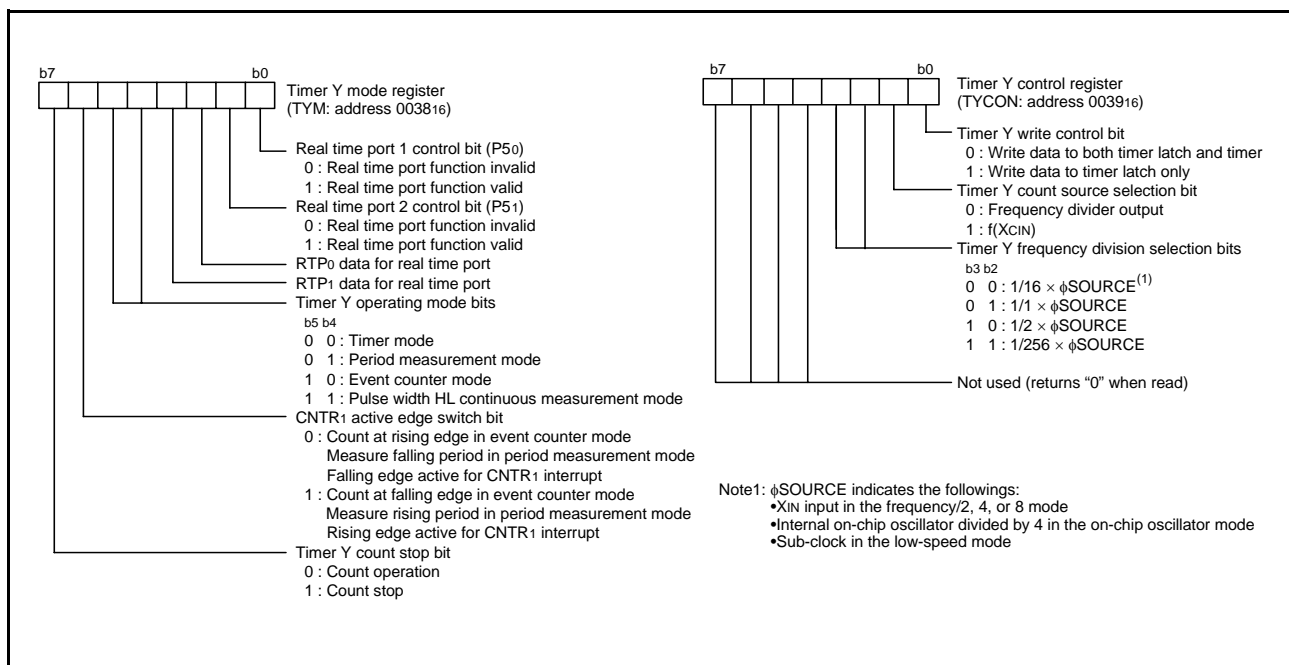 b7 b0
Timer Y mode register
(TYM: address 003816)
Real time port 1 control bit (P50)
0 : Real time port function invalid
1 : Real time port function valid
Real time port 2 control bit (P51)
0 : Real time port function invalid
1 : Real time port function valid
RTP0 data for real time port
RTP1 data for real time port
Timer Y operating mode bits
b5 b4
0 0 : Timer mode
0 1 : Period measurement mode
1 0 : Event counter mode
1 1 : Pulse width HL continuous measurement mode
CNTR1 active edge switch bit
0 : Count at rising edge in event counter mode
Measure falling period in period measurement mode
Falling edge active for CNTR1 interrupt
1 : Count at falling edge in event counter mode
Measure rising period in period measurement mode
Rising edge active for CNTR1 interrupt
Timer Y count stop bit
0 : Count operation
1 : Count stop
b7 b0
Timer Y control register
(TYCON: address 003916)
Timer Y write control bit
0 : Write data to both timer latch and timer
1 : Write data to timer latch only
Timer Y count source selection bit
0 : Frequency divider output
1 : f(XCIN)
Timer Y frequency division selection bits
b3 b2
0 0 : 1/16 × φSOURCE(1)
0 1 : 1/1 × φSOURCE
1 0 : 1/2 × φSOURCE
1 1 : 1/256 × φSOURCE
Not used (returns “0” when read)
Note1: φSOURCE indicates the followings:
•XIN input in the frequency/2, 4, or 8 mode
•Internal on-chip oscillator divided by 4 in the on-chip oscillator mode
•Sub-clock in the low-speed mode